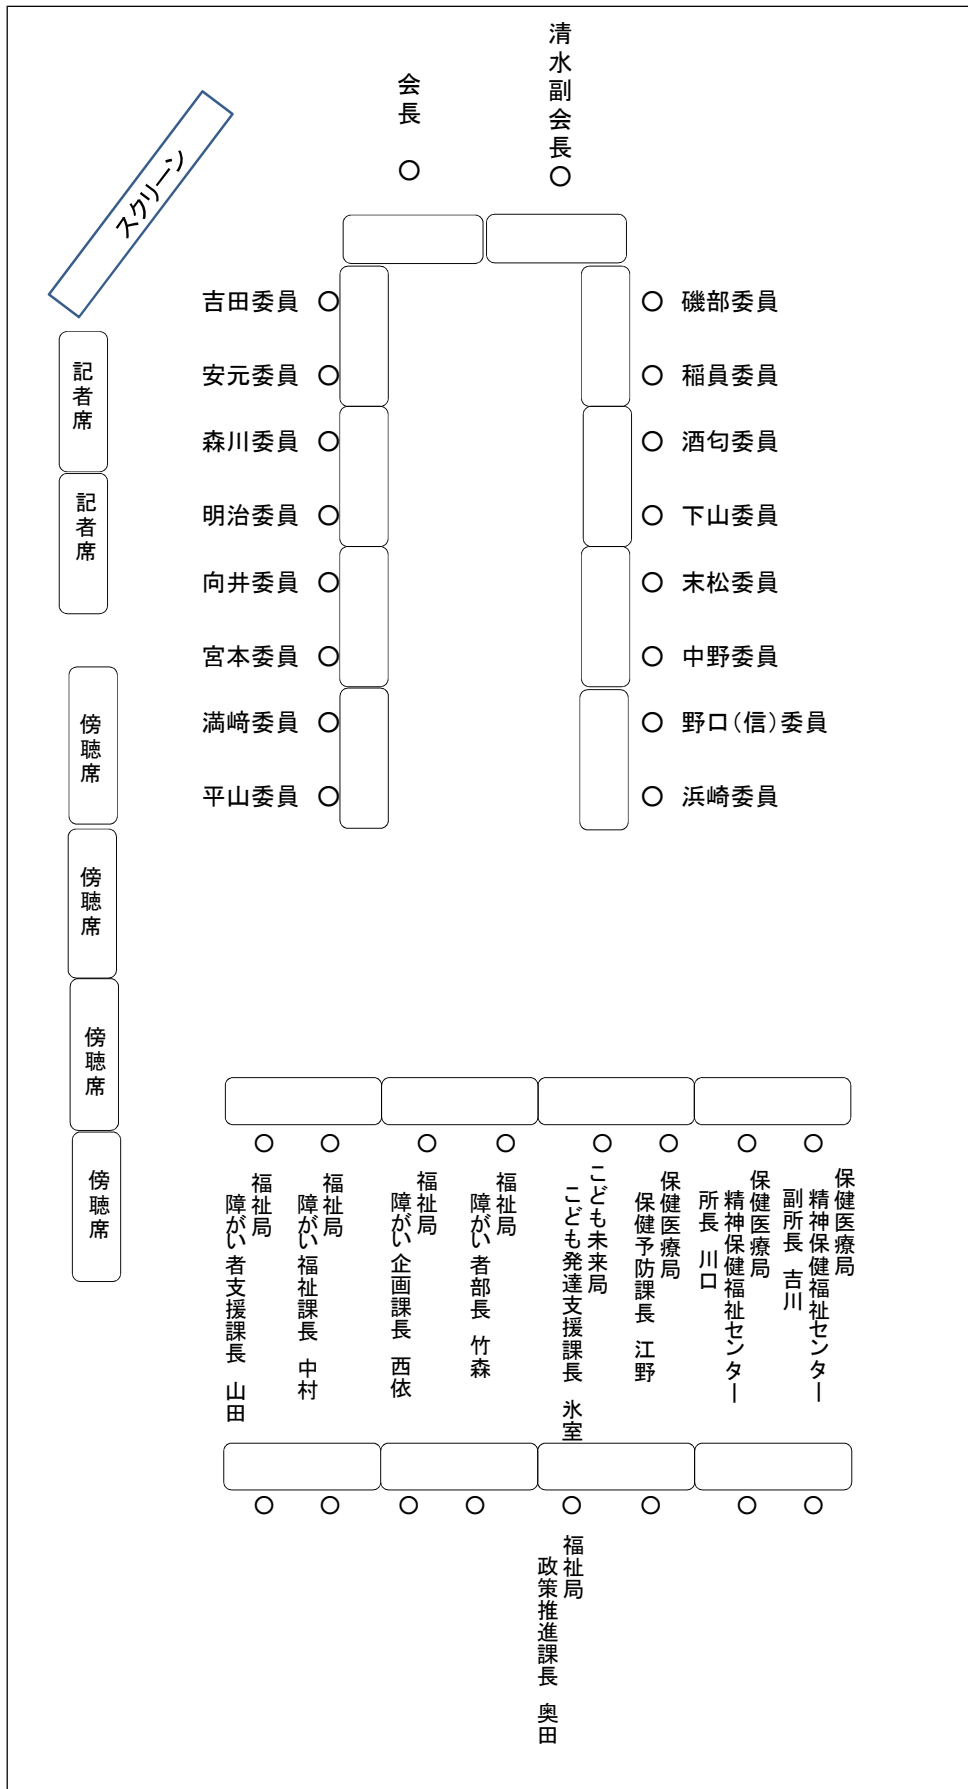 会長
清水副会長
スクリーン
吉田委員
磯部委員
安元委員
稲員委員
森川委員
酒匂委員
明治委員
下山委員
向井委員
末松委員
宮本委員
中野委員
満﨑委員
野口(信)委員
平山委員
浜崎委員
記者席
記者席
傍聴席
傍聴席
傍聴席
傍聴席
保健医療局
精神保健福祉センター
副所長 吉川
保健医療局
精神保健福祉センター
所長 川口
保健医療局
保健予防課長 江野
こども未来局
こども発達支援課長 氷室
福祉局
障がい者部長 竹森
福祉局
障がい企画課長 西依
福祉局
障がい福祉課長 中村
福祉局
障がい者支援課長 山田
福祉局
政策推進課長 奥田